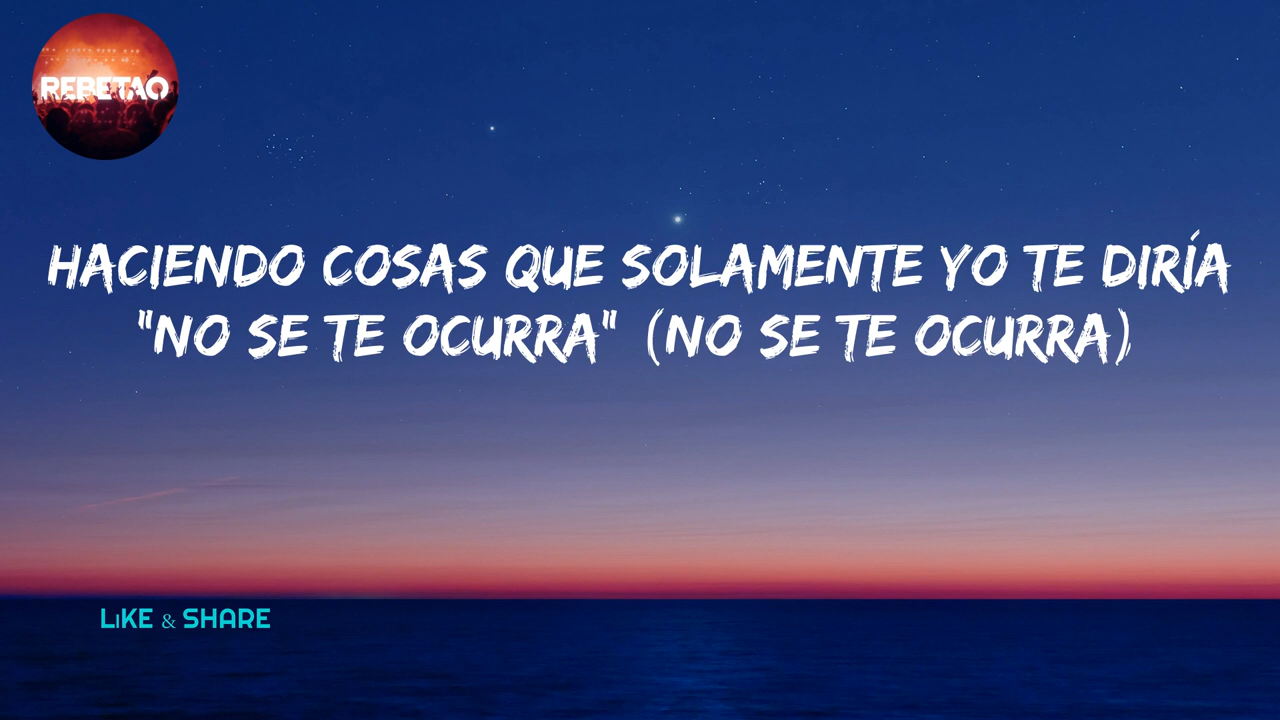 REBETAO
HACIENDO COSAS QUE SOLAMENTE YO TE DIRÍA
"NO SE TE OCURRA" (NO SE TE OCURRA)
LiKE & SHARE